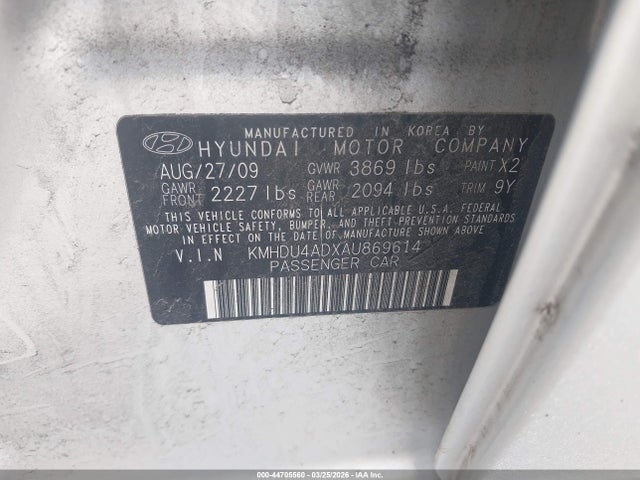 MANUFACTURED IN KOREA BY
HYUNDAI MOTOR COMPANY
AUG/27/09 GVWR 3869 lbs PAINT X2
GAWR FRONT 2227 lbs GAWR REAR 2094 lbs TRIM 9Y
THIS VEHICLE CONFORMS TO ALL APPLICABLE U.S.A. FEDERAL
MOTOR VEHICLE SAFETY, BUMPER, AND THEFT PREVENTION STANDARDS
IN EFFECT ON THE DATE OF MANUFACTURE SHOWN ABOVE
V.I.N KMHDU4ADXAU869614
PASSENGER CAR
000-44705560 - 03/25/2026 - IAA Inc.